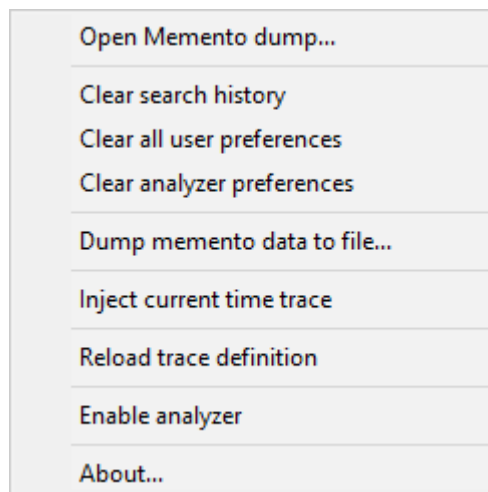 Open Memento dump...
Clear search history
Clear all user preferences
Clear analyzer preferences
Dump memento data to file...
Inject current time trace
Reload trace definition
Enable analyzer
About...